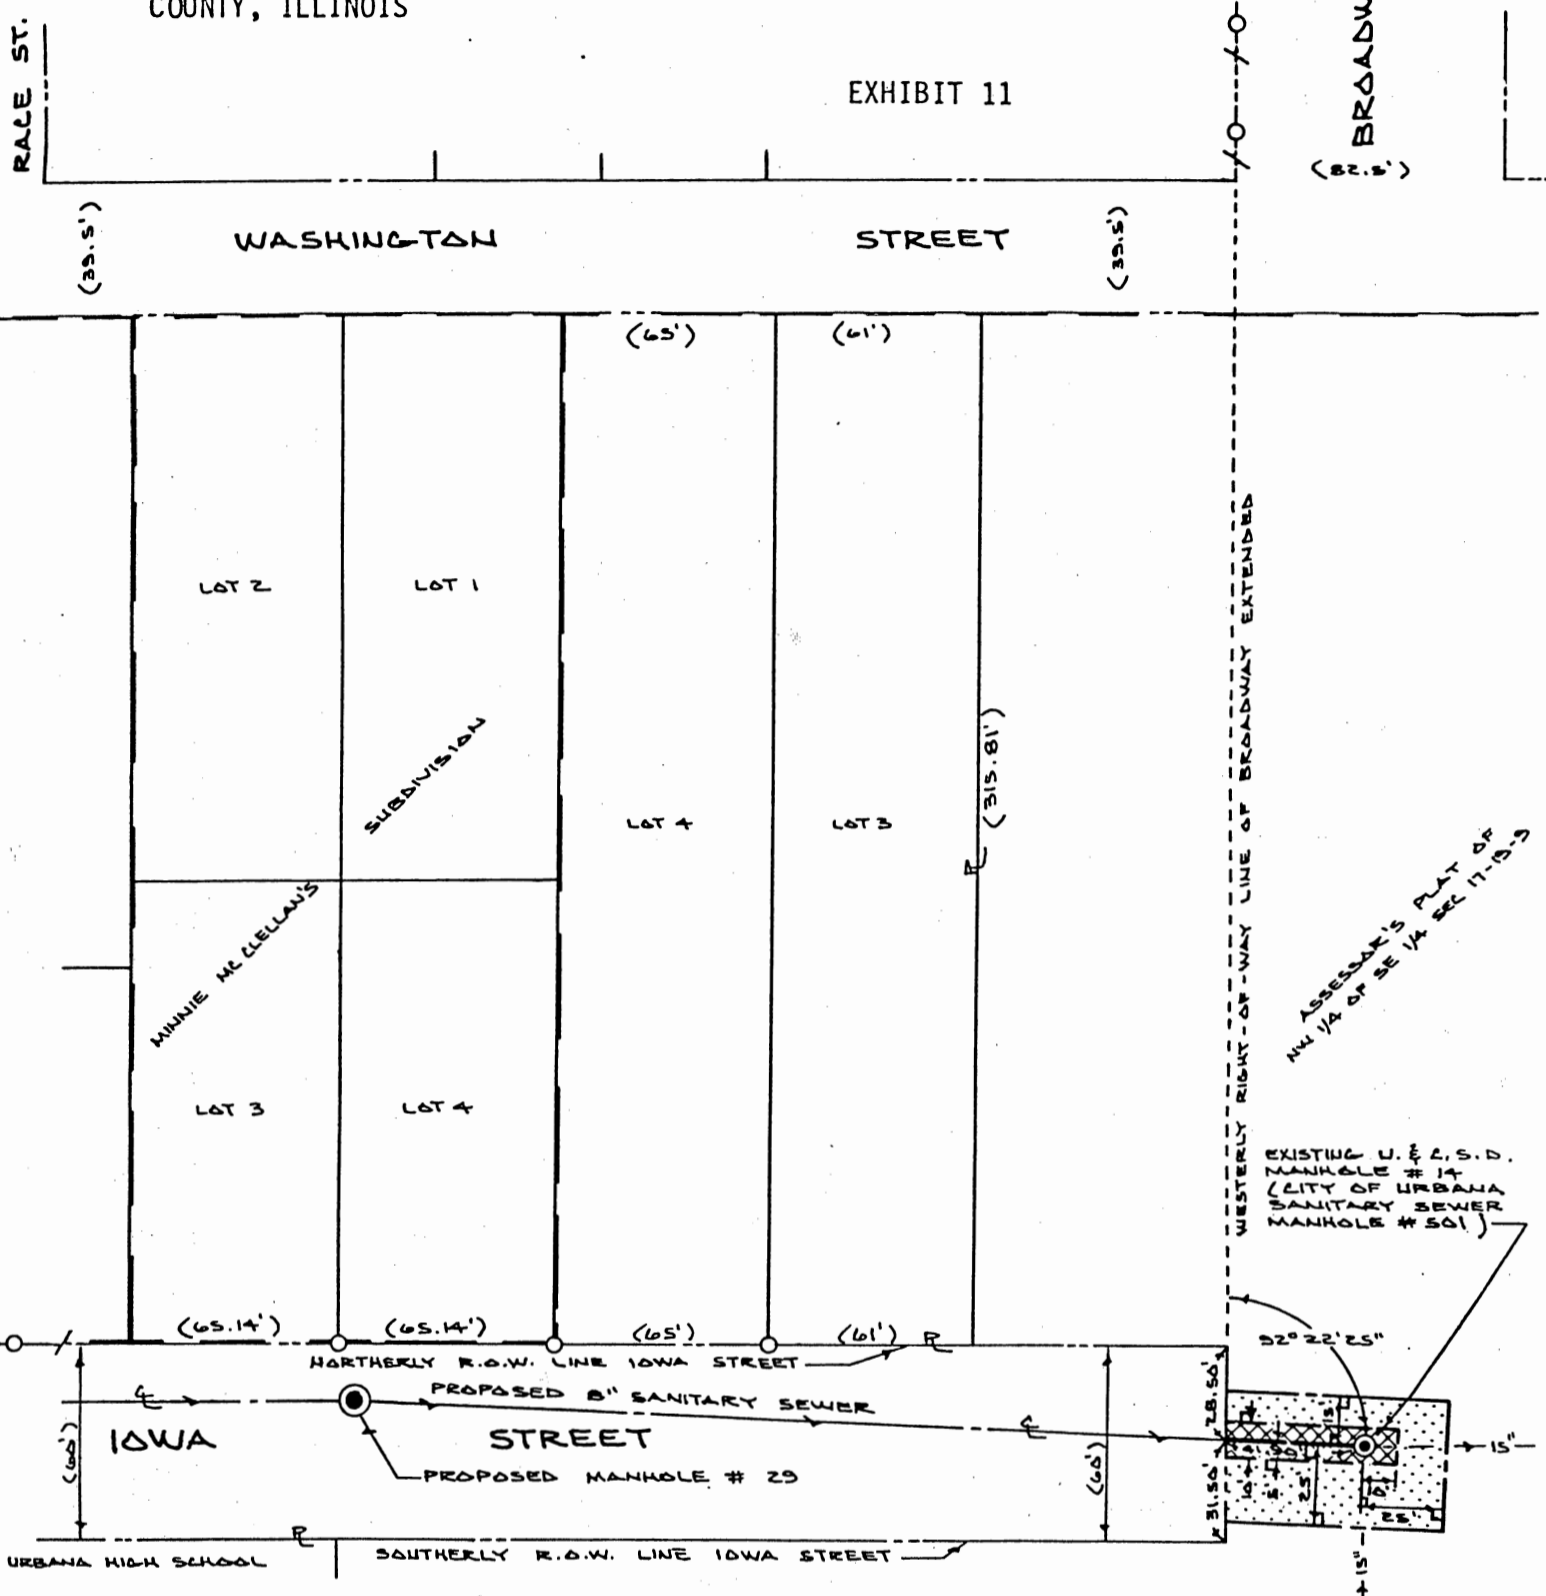 COUNTY, ILLINOIS
EXHIBIT 11
RACE ST.
(82.5')
(39.5')
WASHINGTON STREET
(39.5')
(65')
(61')
LOT 2
LOT 1
WESTERLY RIGHT-OF-WAY LINE OF BROADWAY EXTENDED
SUBDIVISION
(315.81')
LOT 4
LOT 3
ASSESSOR'S PLAT OF
NW 1/4 OF SE 1/4 SEC 17-19-9
MINNIE MC CLELLAN'S
LOT 3
LOT 4
EXISTING U. & C. S. D.
MANHOLE # 14
(CITY OF URBANA
SANITARY SEWER
MANHOLE # 501)
(65.14')
(65.14')
(65')
(61')
92° 22' 25"
NORTHERLY R.O.W. LINE IOWA STREET
PROPOSED 8" SANITARY SEWER
28.50'
(60')
IOWA STREET
(60')
15"
PROPOSED MANHOLE # 29
31.50'
10'
5'
25'
25'
15"
URBANA HIGH SCHOOL
SOUTHERLY R.O.W. LINE IOWA STREET